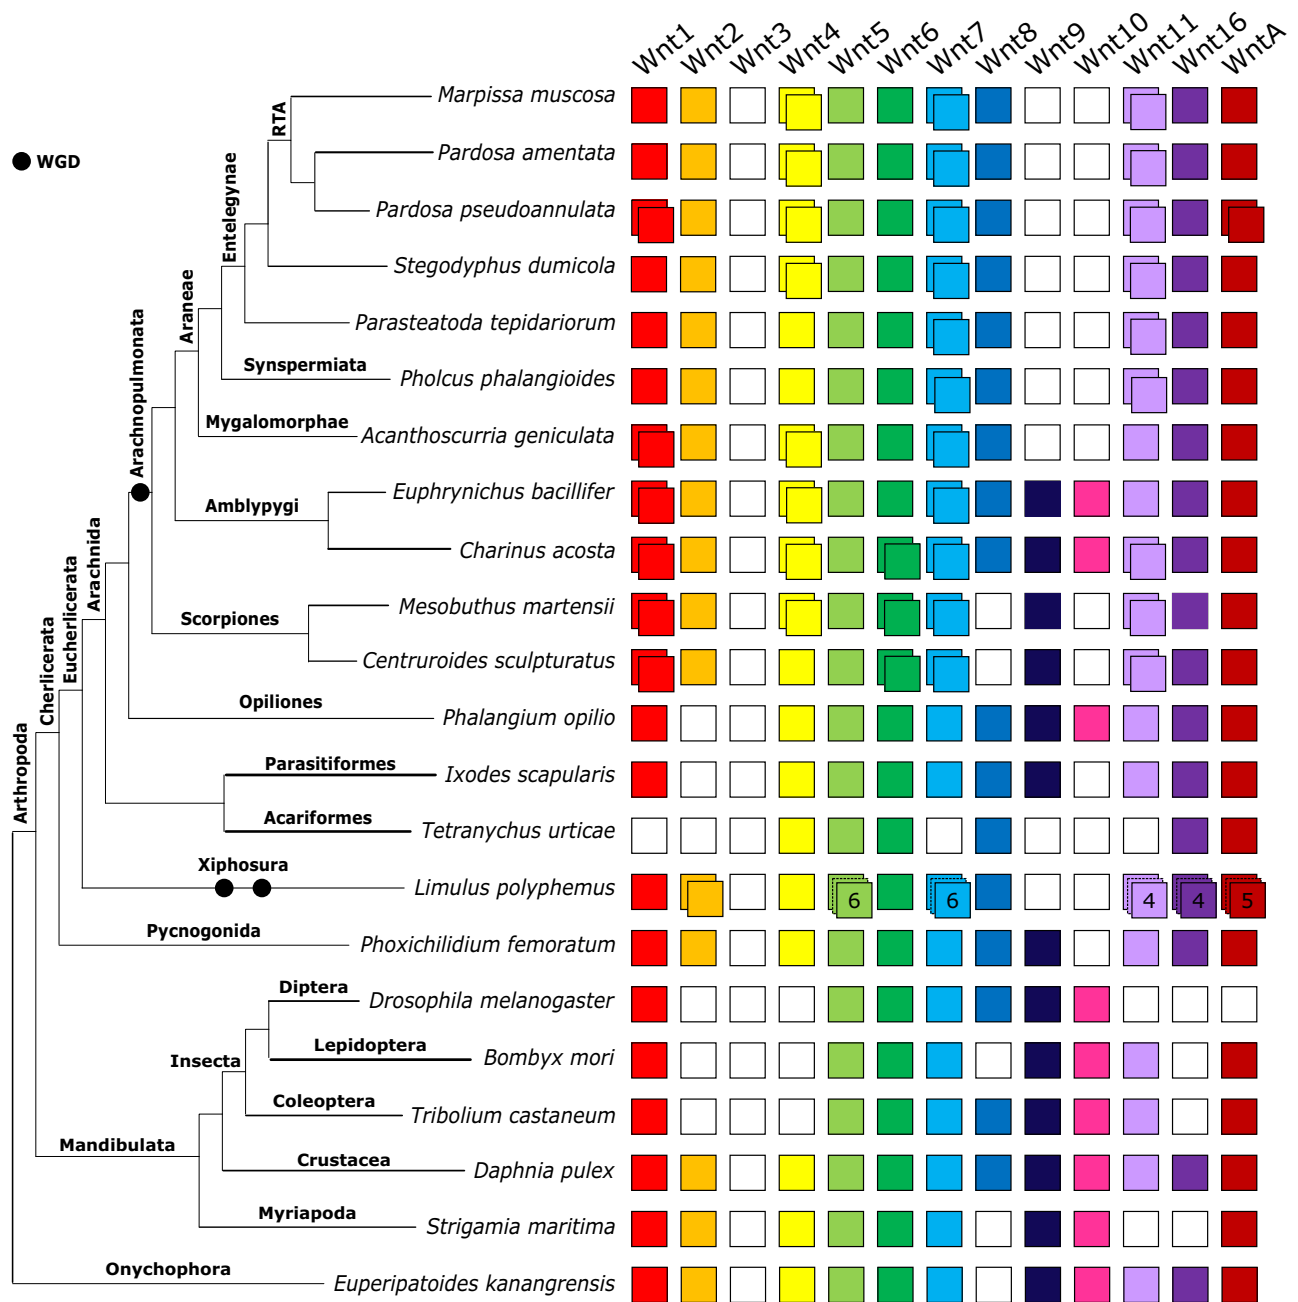 Wnt1 Wnt2 Wnt3 Wnt4 Wnt5 Wnt6 Wnt7 Wnt8 Wnt9 Wnt10 Wnt11 Wnt16 WntA
WGD
Arthropoda
Cherlicerata
Eucherlicerata
Arachnida
Arachnopulmonata
Araneae
Entelegynae
RTA
Marpissa muscosa
Pardosa amentata
Pardosa pseudoannulata
Stegodyphus dumicola
Parasteatoda tepidariorum
Synspermiata
Pholcus phalangioides
Mygalomorphae
Acanthoscurria geniculata
Amblypygi
Euphrynichus bacillifer
Charinus acosta
Scorpiones
Mesobuthus martensii
Centruroides sculpturatus
Opiliones
Phalangium opilio
Parasitiformes
Ixodes scapularis
Acariformes
Tetranychus urticae
Xiphosura
Limulus polyphemus
6 6 4 4 5
Pycnogonida
Phoxichilidium femoratum
Diptera
Drosophila melanogaster
Insecta
Lepidoptera
Bombyx mori
Coleoptera
Tribolium castaneum
Mandibulata
Crustacea
Daphnia pulex
Myriapoda
Strigamia maritima
Onychophora
Euperipatoides kanangrensis